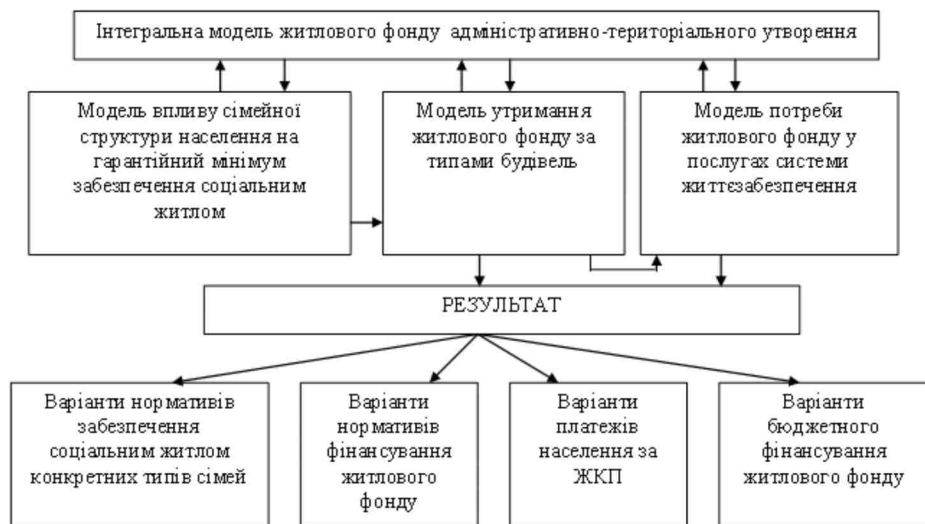 Інтегральна модель житлового фонду адміністративно-територіального утворення
Модель впливу сімейної
структури населення на
гарантійний мінімум
забезпечення соціальним
житлом
Модель утримання
житлового фонду за
типами будівель
Модель потреби
житлового фонду у
послугах системи
життєзабезпечення
РЕЗУЛЬТАТ
Варіанти нормативів
забезпечення
соціальним житлом
конкретних типів сімей
Варіанти
нормативів
фінансування
житлового
фонду
Варіанти
платежів
населення за
ЖКП
Варіанти
бюджетного
фінансування
житлового фонду